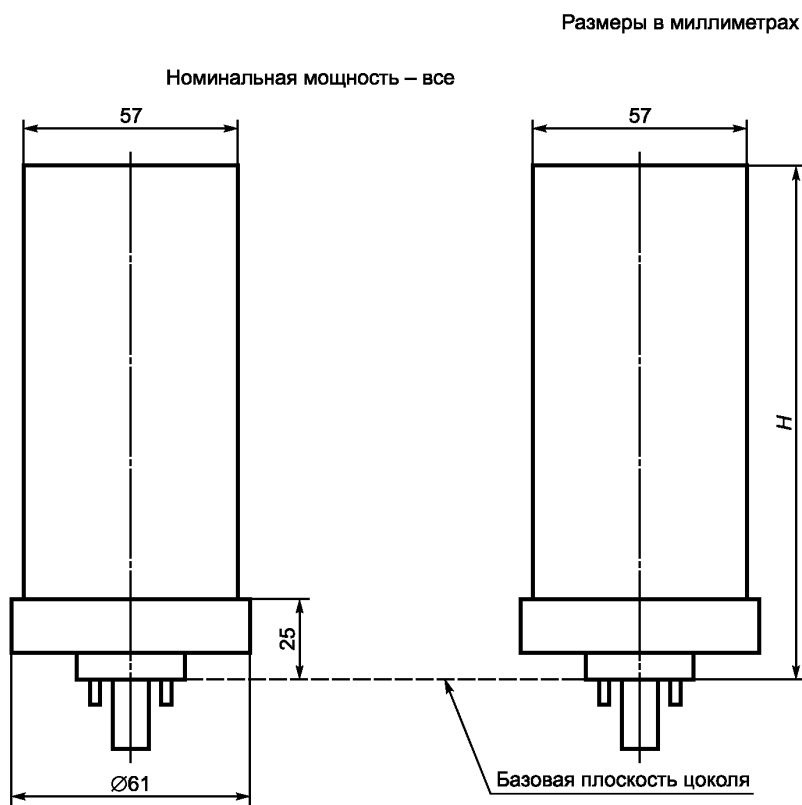 Размеры в миллиметрах
Номинальная мощность – все
57
57
H
25
Базовая плоскость цоколя
Ø61